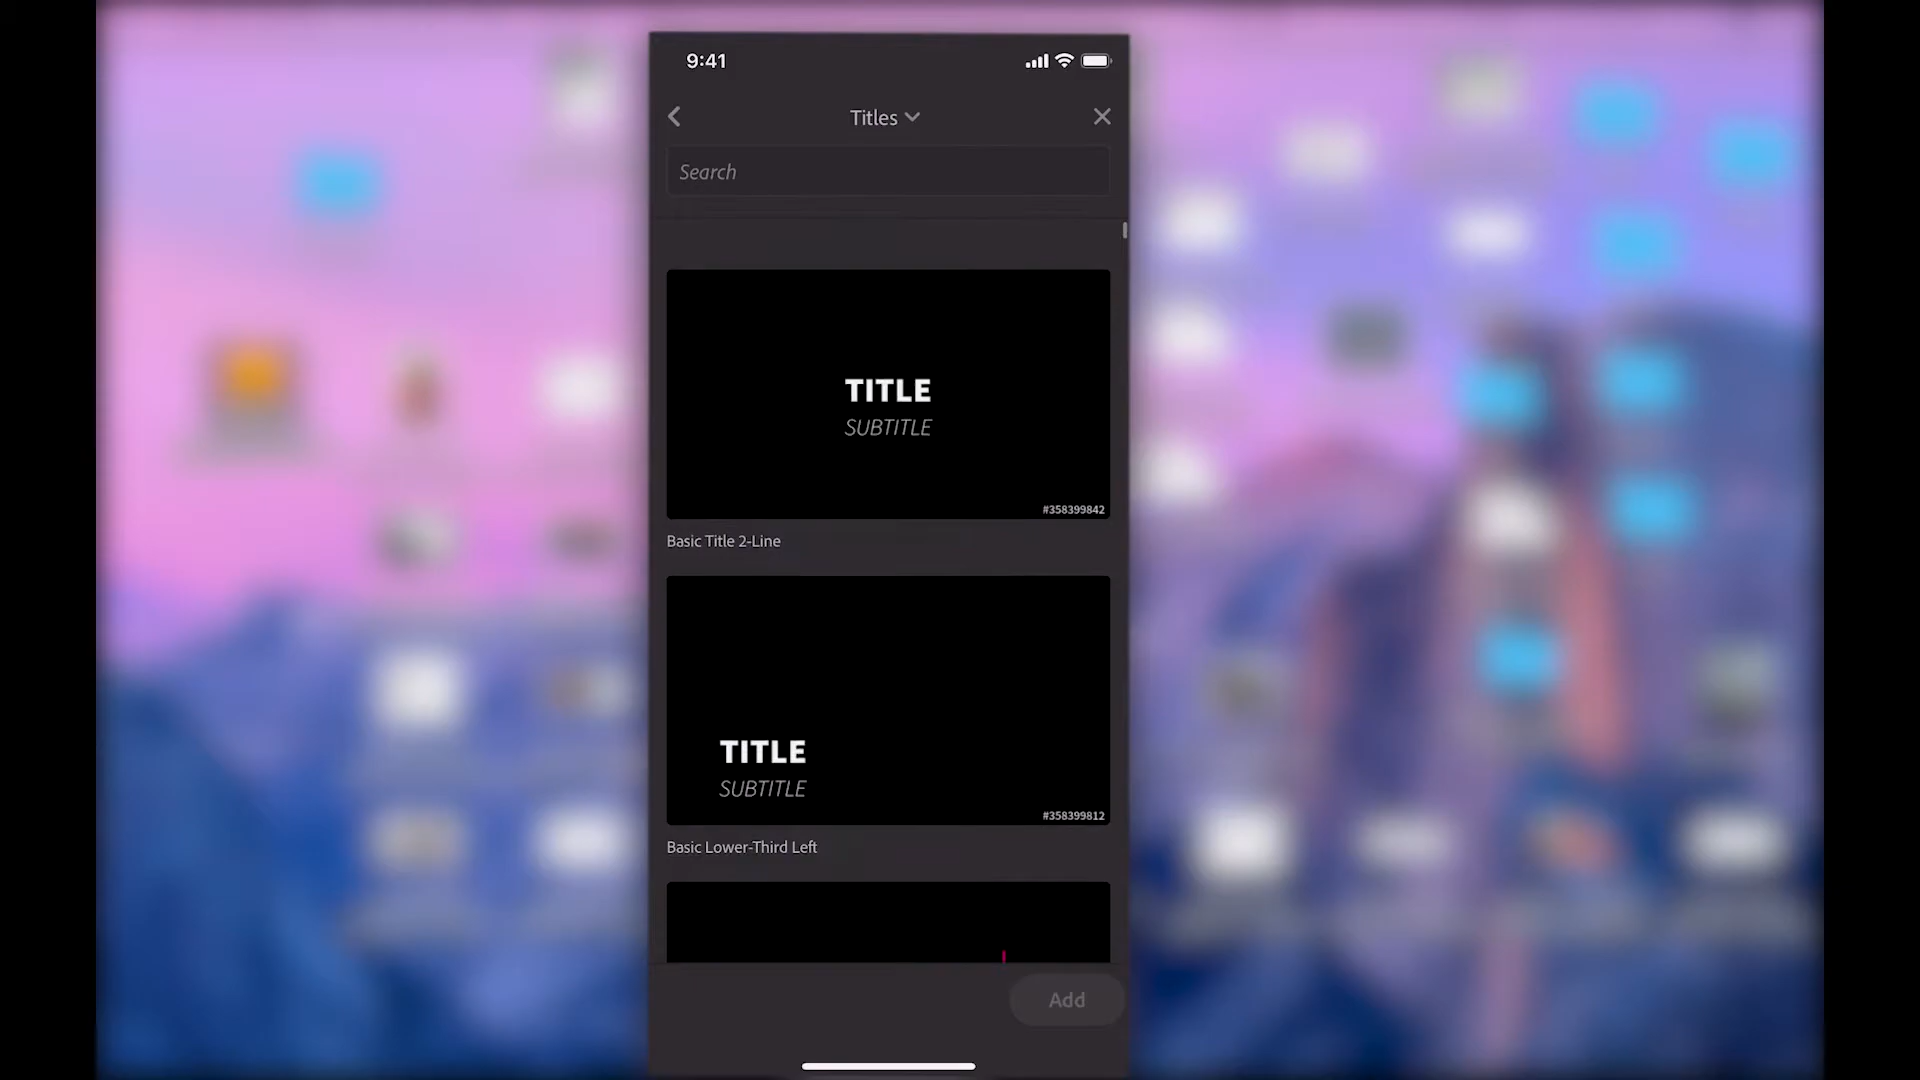 9:41
Titles
Search
TITLE
SUBTITLE
#358399842
Basic Title 2-Line
TITLE
SUBTITLE
#358399812
Basic Lower-Third Left
Add